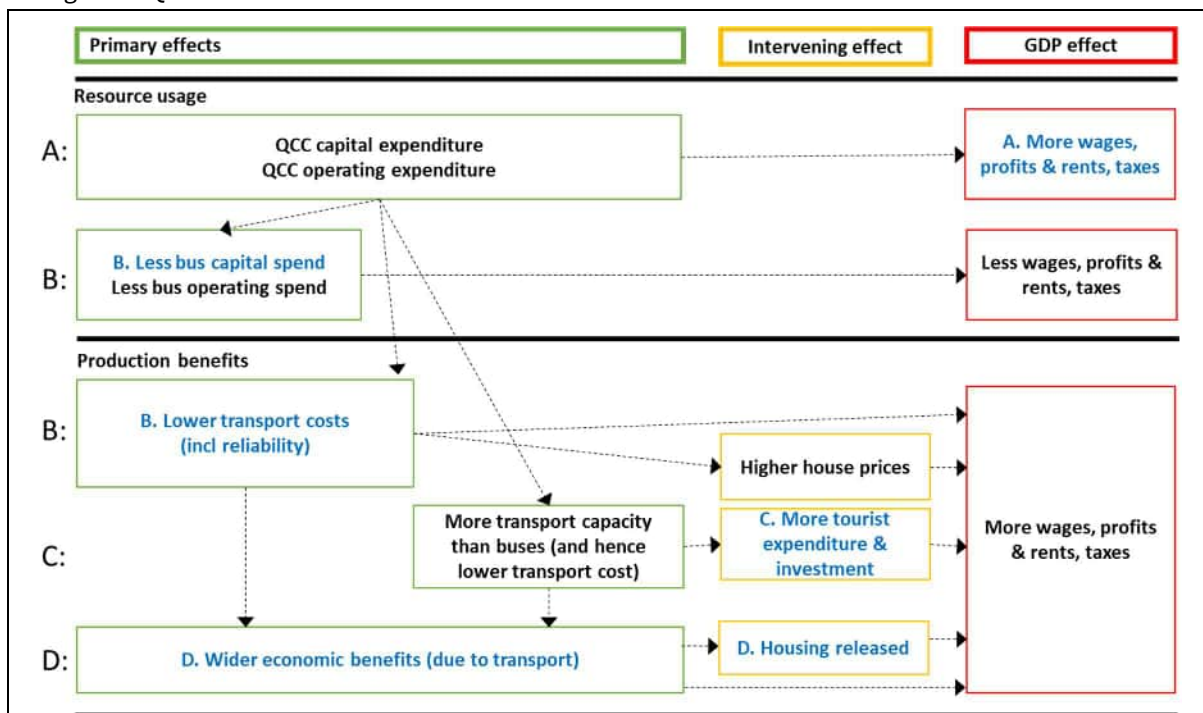 Primary effects
Intervening effect
GDP effect
Resource usage
A:
QCC capital expenditure
QCC operating expenditure
A. More wages,
profits & rents, taxes
B:
B. Less bus capital spend
Less bus operating spend
Less wages, profits &
rents, taxes
Production benefits
B:
B. Lower transport costs
(incl reliability)
Higher house prices
C:
More transport capacity
than buses (and hence
lower transport cost)
C. More tourist
expenditure &
investment
More wages, profits
& rents, taxes
D:
D. Wider economic benefits (due to transport)
D. Housing released